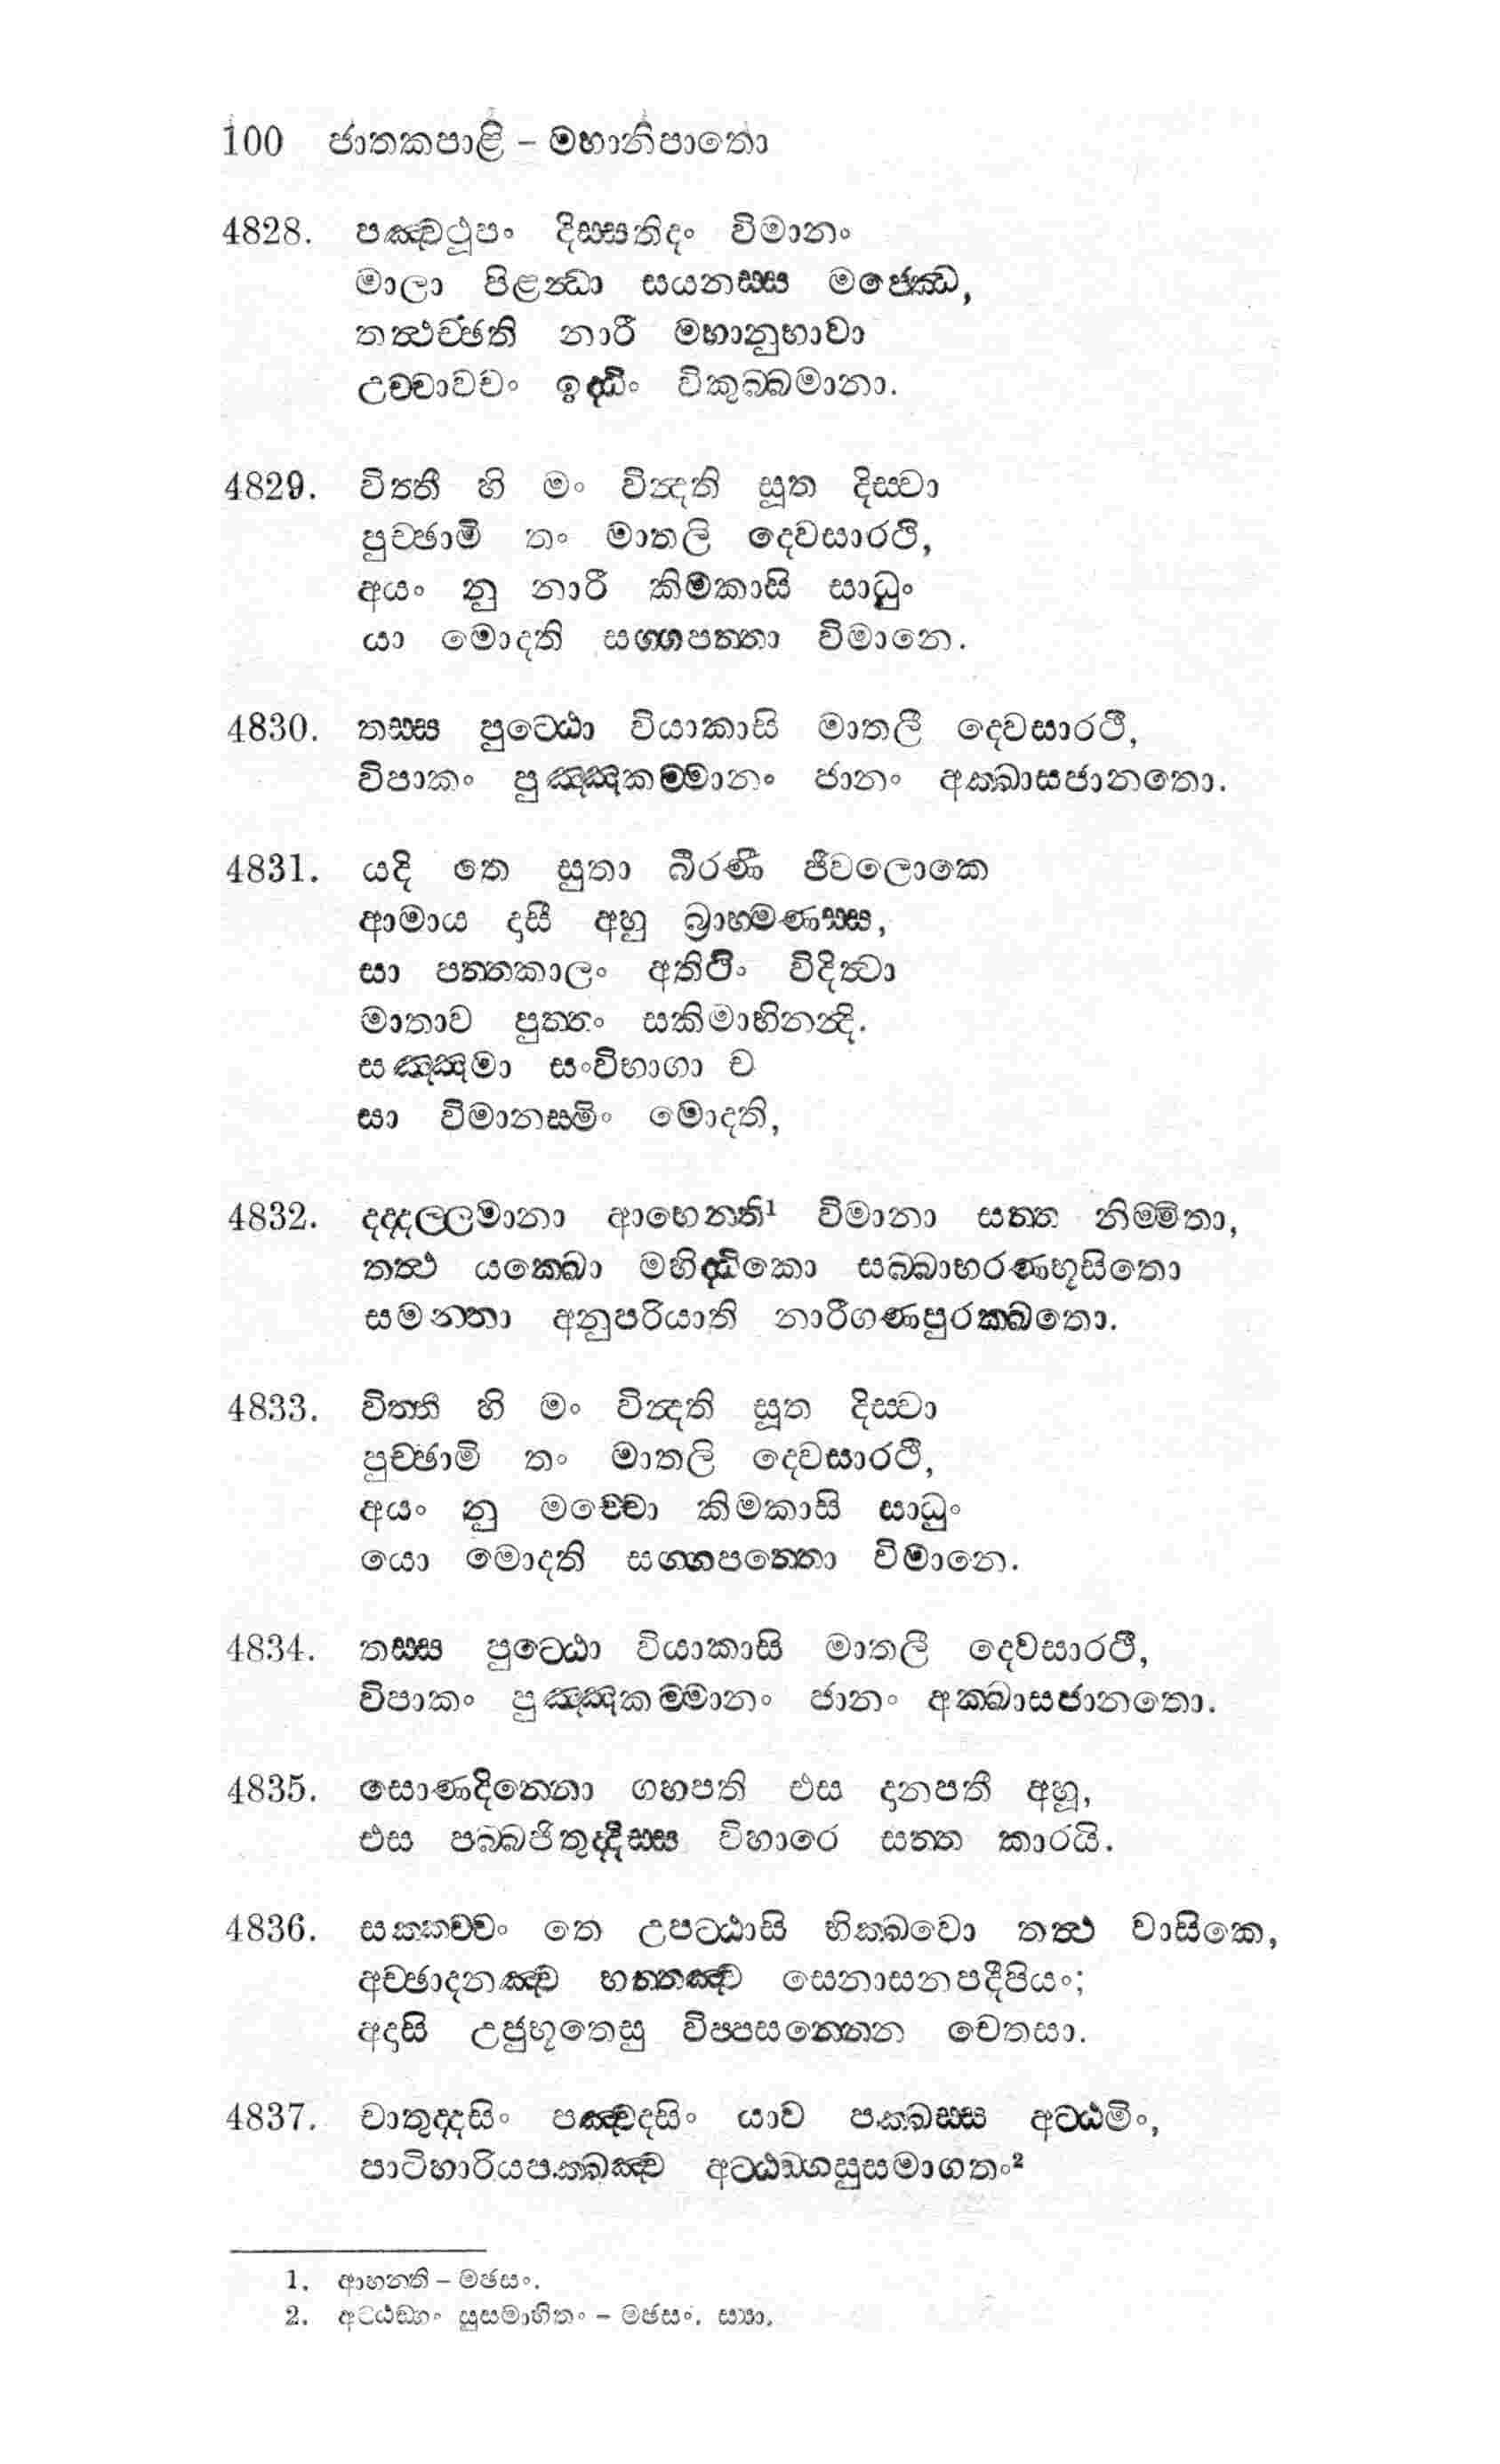 100 ජාතකපාළි – මහානිපාතො
4828. පඤ්චථූපං දිස්සතිදං විමානං
මාලා පිළන්ධා සයනස්ස මජ්ඣෙ,
තත්ථච්ඡති නාරී මහානුභාවා
උච්චාවචං ඉද්ධිං විකුබ්බමානා.
4829. විත්තී හි මං වින්දති සූත දිස්වා
පුච්ඡාමි තං මාතලි දෙවසාරථි,
අයං නු නාරී කිමකාසි සාධුං
යා මොදති සග්ගපත්තා විමානෙ.
4830. තස්ස පුට්ඨො වියාකාසි මාතලී දෙවසාරථී,
විපාකං පුඤ්ඤකම්මානං ජානං අක්ඛාසජානතො.
4831. යදි තෙ සුතා බීරණී ජීවලොකෙ
ආමාය දාසී අහු බ්‍රාහ්මණස්ස,
සා පත්තකාලං අතිථිං විදිත්වා
මාතාව පුත්තං සකිමාභිනන්දි.
සඤ්ඤමා සංවිභාගා ච
සා විමානස්මිං මොදති,
4832. දද්දල්ලමානා ආභෙන්ති¹ විමානා සත්ත නිම්මිතා,
තත්ථ යක්ඛො මහිද්ධිකො සබ්බාභරණභූසිතො
සමන්තා අනුපරියාති නාරීගණපුරක්ඛතො.
4833. විත්තී හි මං වින්දති සූත දිස්වා
පුච්ඡාමි තං මාතලි දෙවසාරථී,
අයං නු මච්චො කිමකාසි සාධුං
යො මොදති සග්ගපත්තො විමානෙ.
4834. තස්ස පුට්ඨො වියාකාසි මාතලී දෙවසාරථී,
විපාකං පුඤ්ඤකම්මානං ජානං අක්ඛාසජානතො.
4835. සොණදින්නො ගහපති එස දානපතී අහූ,
එස පබ්බජිතුද්දිස්ස විහාරෙ සත්ත කාරයි.
4836. සක්කච්චං තෙ උපට්ඨාසි භික්ඛවො තත්ථ වාසිකෙ,
අච්ඡාදනඤ්ච භත්තඤ්ච සෙනාසනපදීපියං;
අදාසි උජුභූතෙසු විප්පසන්නෙන චෙතසා.
4837. චාතුද්දසිං පඤ්චදසිං යාව පක්ඛස්ස අට්ඨමිං,
පාටිහාරියපක්ඛඤ්ච අට්ඨඞ්ගසුසමාගතං²
1. ආභන්ති – මඡසං.
2. අට්ඨඞ්ගං සුසමාහිතං – මඡසං. ස්‍යා.